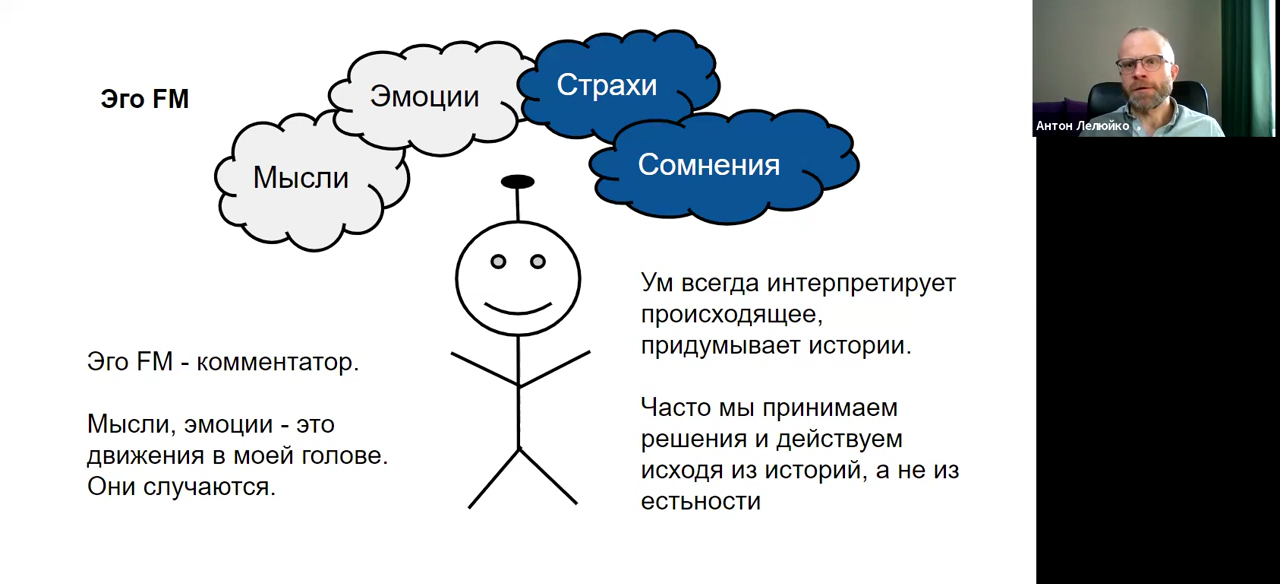 Эго FM
Мысли
Эмоции
Страхи
Сомнения
Эго FM - комментатор.
Мысли, эмоции - это
движения в моей голове.
Они случаются.
Ум всегда интерпретирует
происходящее,
придумывает истории.
Часто мы принимаем
решения и действуем
исходя из историй, а не из
естьности
Антон Лелюйко